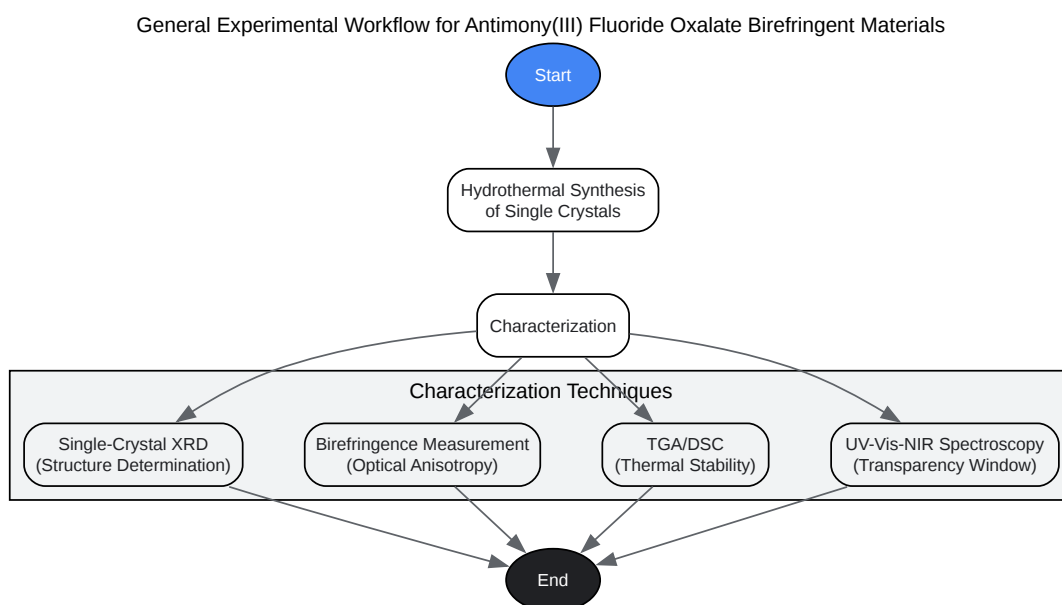 General Experimental Workflow for Antimony(III) Fluoride Oxalate Birefringent Materials
Start
Hydrothermal Synthesis
of Single Crystals
Characterization
Characterization Techniques
Single-Crystal XRD
(Structure Determination)
Birefringence Measurement
(Optical Anisotropy)
TGA/DSC
(Thermal Stability)
UV-Vis-NIR Spectroscopy
(Transparency Window)
End